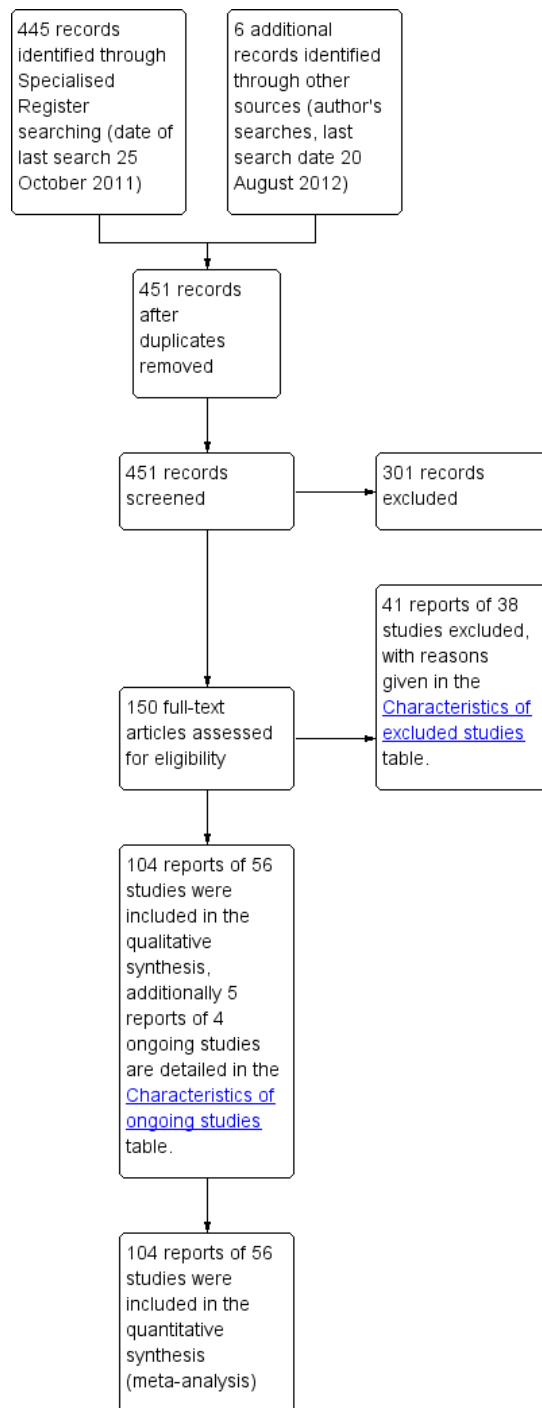 445 records
identified through
Specialised
Register
searching (date of
last search 25
October 2011)
6 additional
records identified
through other
sources (author's
searches, last
search date 20
August 2012)
451 records
after
duplicates
removed
451 records
screened
301 records
excluded
41 reports of 38
studies excluded,
with reasons
given in the
Characteristics of
excluded studies
table.
150 full-text
articles assessed
for eligibility
104 reports of 56
studies were
included in the
qualitative
synthesis,
additionally 5
reports of 4
ongoing studies
are detailed in the
Characteristics of
ongoing studies
table.
104 reports of 56
studies were
included in the
quantitative
synthesis
(meta-analysis)